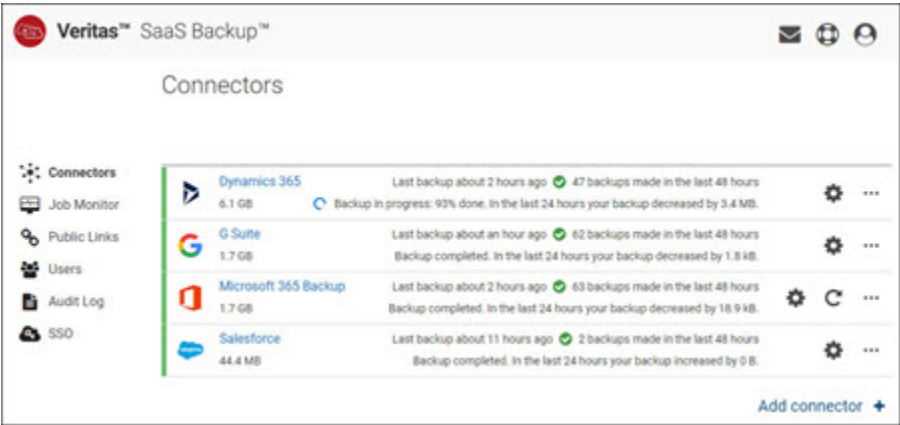 Veritas™ SaaS Backup™
Connectors
Connectors
Job Monitor
Public Links
Users
Audit Log
SSO
Dynamics 365 Last backup about 2 hours ago 47 backups made in the last 48 hours
6.1 GB Backup in progress: 93% done. In the last 24 hours your backup decreased by 3.4 MB.
G Suite Last backup about an hour ago 62 backups made in the last 48 hours
1.7 GB Backup completed. In the last 24 hours your backup decreased by 1.8 kB.
Microsoft 365 Backup Last backup about 2 hours ago 63 backups made in the last 48 hours
1.7 GB Backup completed. In the last 24 hours your backup decreased by 18.9 kB.
Salesforce Last backup about 11 hours ago 2 backups made in the last 48 hours
44.4 MB Backup completed. In the last 24 hours your backup increased by 0 B.
Add connector +